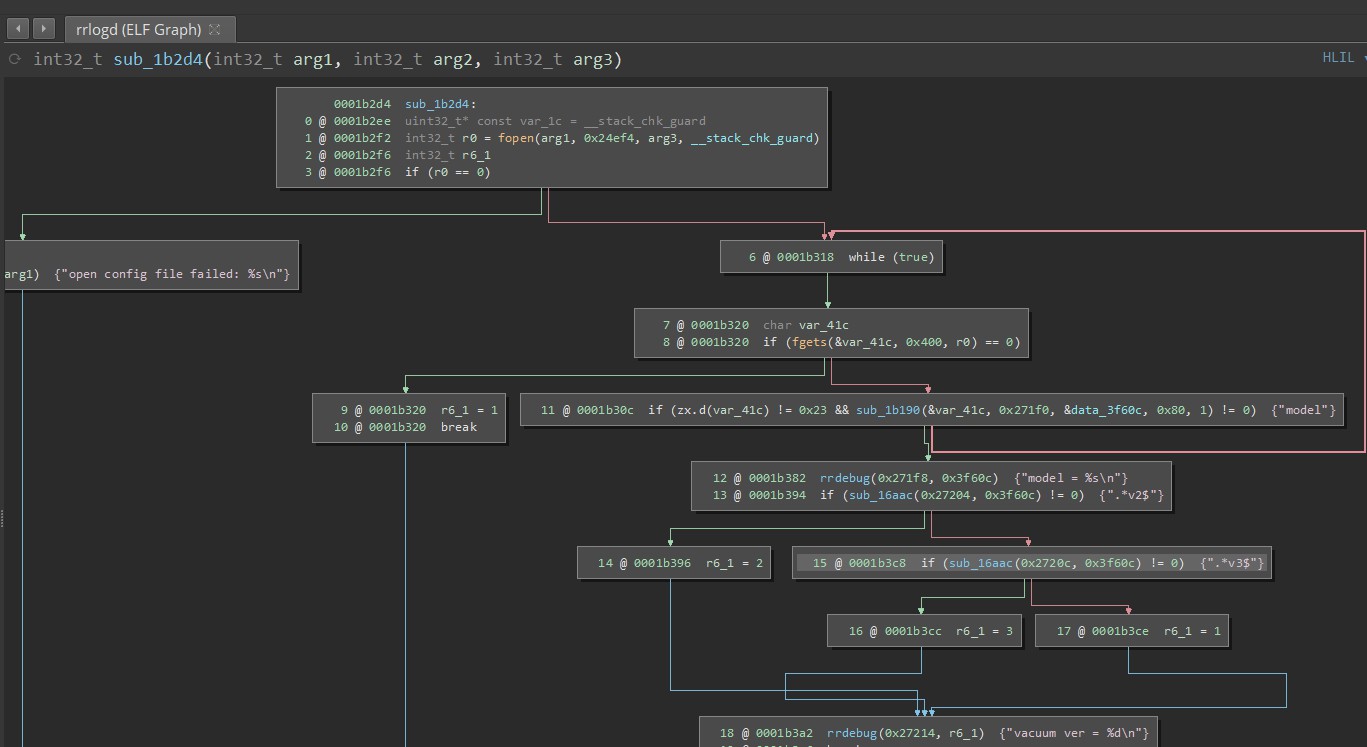 rrlogd (ELF Graph)
int32_t sub_1b2d4(int32_t arg1, int32_t arg2, int32_t arg3)
HLIL
0001b2d4 sub_1b2d4:
0 @ 0001b2ee uint32_t* const var_1c = __stack_chk_guard
1 @ 0001b2f2 int32_t r0 = fopen(arg1, 0x24ef4, arg3, __stack_chk_guard)
2 @ 0001b2f6 int32_t r6_1
3 @ 0001b2f6 if (r0 == 0)
arg1) {"open config file failed: %s\n"}
6 @ 0001b318 while (true)
7 @ 0001b320 char var_41c
8 @ 0001b320 if (fgets(&var_41c, 0x400, r0) == 0)
9 @ 0001b320 r6_1 = 1
10 @ 0001b320 break
11 @ 0001b30c if (zx.d(var_41c) != 0x23 && sub_1b190(&var_41c, 0x271f0, &data_3f60c, 0x80, 1) != 0) {"model"}
12 @ 0001b382 rrdebug(0x271f8, 0x3f60c) {"model = %s\n"}
13 @ 0001b394 if (sub_16aac(0x27204, 0x3f60c) != 0) {".*v2$"}
14 @ 0001b396 r6_1 = 2
15 @ 0001b3c8 if (sub_16aac(0x2720c, 0x3f60c) != 0) {".*v3$"}
16 @ 0001b3cc r6_1 = 3
17 @ 0001b3ce r6_1 = 1
18 @ 0001b3a2 rrdebug(0x27214, r6_1) {"vacuum ver = %d\n"}